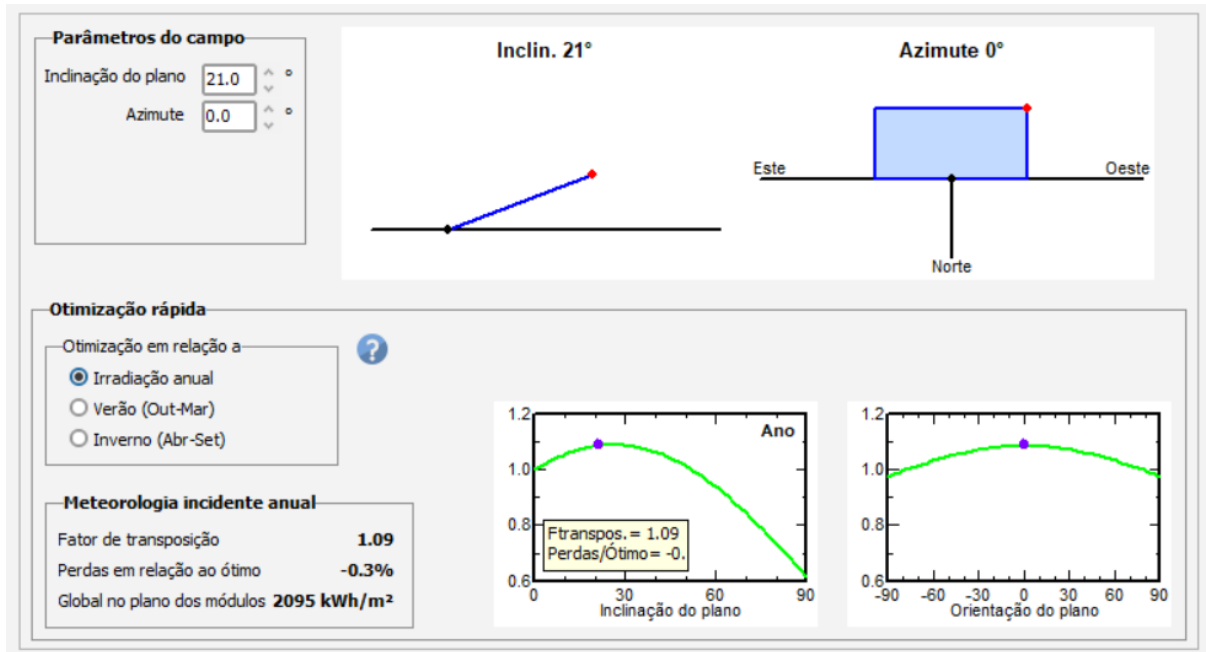 Parâmetros do campo
Inclinação do plano 21.0 °
Azimute 0.0 °
Inclin. 21°
Azimute 0°
Este
Oeste
Norte
Otimização rápida
Otimização em relação a
Irradiação anual
Verão (Out-Mar)
Inverno (Abr-Set)
?
Meteorologia incidente anual
Fator de transposição 1.09
Perdas em relação ao ótimo -0.3%
Global no plano dos módulos 2095 kWh/m²
1.2
1.0
0.8
0.6
Ano
Ftranspos.= 1.09
Perdas/Ótimo= -0.
0 30 60 90
Inclinação do plano
1.2
1.0
0.8
0.6
-90 -60 -30 0 30 60 90
Orientação do plano